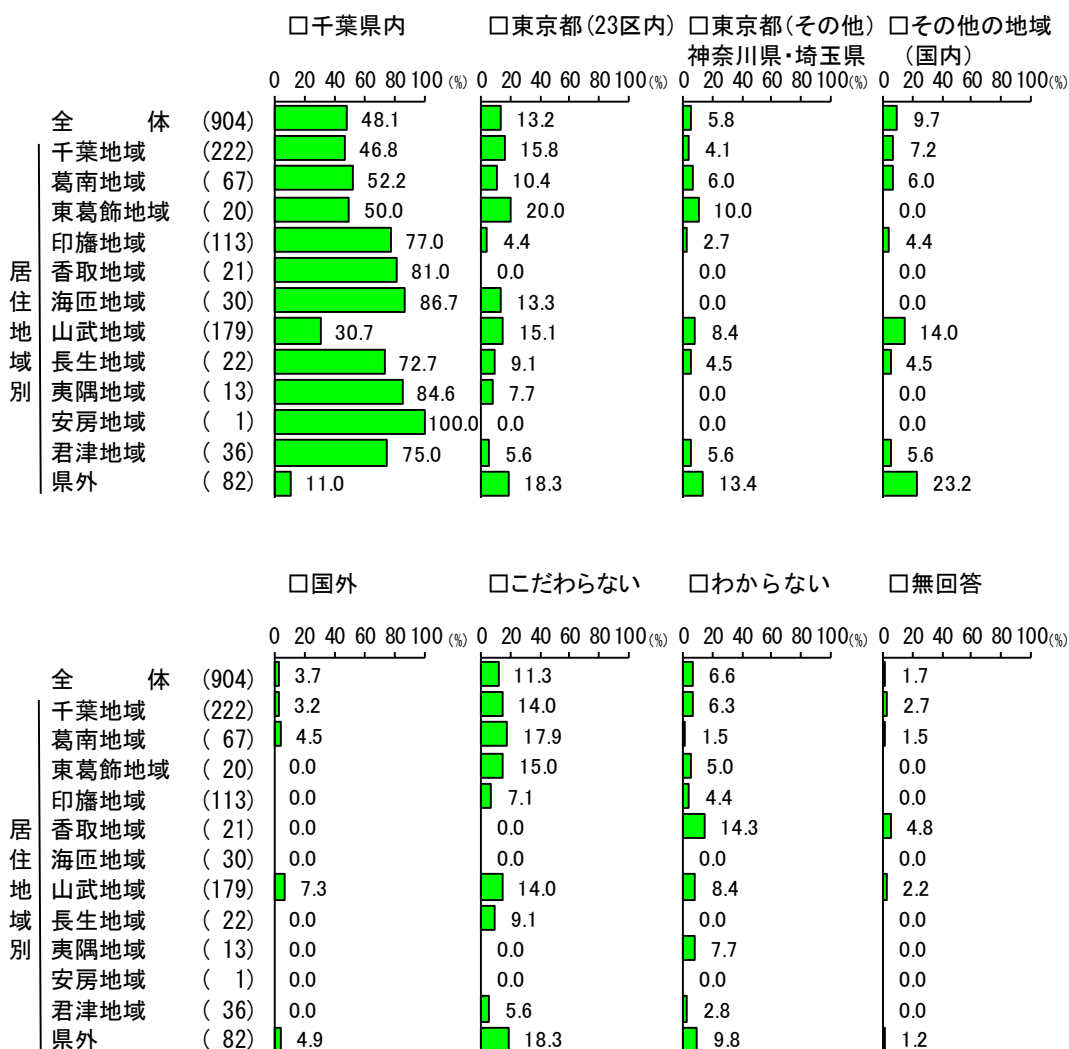 □千葉県内 □東京都(23区内) □東京都(その他) □その他の地域
神奈川県・埼玉県 (国内)
0 20 40 60 80 100(%) 0 20 40 60 80 100(%) 0 20 40 60 80 100(%) 0 20 40 60 80 100(%)
全 体 (904) 48.1 13.2 5.8 9.7
千葉地域 (222) 46.8 15.8 4.1 7.2
葛南地域 ( 67) 52.2 10.4 6.0 6.0
東葛飾地域 ( 20) 50.0 20.0 10.0 0.0
印旛地域 (113) 77.0 4.4 2.7 4.4
居 香取地域 ( 21) 81.0 0.0 0.0 0.0
住 海匝地域 ( 30) 86.7 13.3 0.0 0.0
地 山武地域 (179) 30.7 15.1 8.4 14.0
域 長生地域 ( 22) 72.7 9.1 4.5 4.5
別 夷隅地域 ( 13) 84.6 7.7 0.0 0.0
安房地域 ( 1) 100.0 0.0 0.0 0.0
君津地域 ( 36) 75.0 5.6 5.6 5.6
県外 ( 82) 11.0 18.3 13.4 23.2
□国外 □こだわらない □わからない □無回答
0 20 40 60 80 100(%) 0 20 40 60 80 100(%) 0 20 40 60 80 100(%) 0 20 40 60 80 100(%)
全 体 (904) 3.7 11.3 6.6 1.7
千葉地域 (222) 3.2 14.0 6.3 2.7
葛南地域 ( 67) 4.5 17.9 1.5 1.5
東葛飾地域 ( 20) 0.0 15.0 5.0 0.0
印旛地域 (113) 0.0 7.1 4.4 0.0
居 香取地域 ( 21) 0.0 0.0 14.3 4.8
住 海匝地域 ( 30) 0.0 0.0 0.0 0.0
地 山武地域 (179) 7.3 14.0 8.4 2.2
域 長生地域 ( 22) 0.0 9.1 0.0 0.0
別 夷隅地域 ( 13) 0.0 0.0 7.7 0.0
安房地域 ( 1) 0.0 0.0 0.0 0.0
君津地域 ( 36) 0.0 5.6 2.8 0.0
県外 ( 82) 4.9 18.3 9.8 1.2